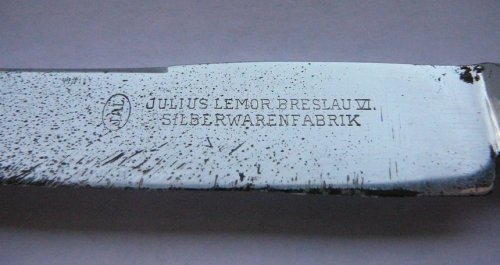 JULIUS LEMOR BRESLAU VI.
SILBERWARENFABRIK